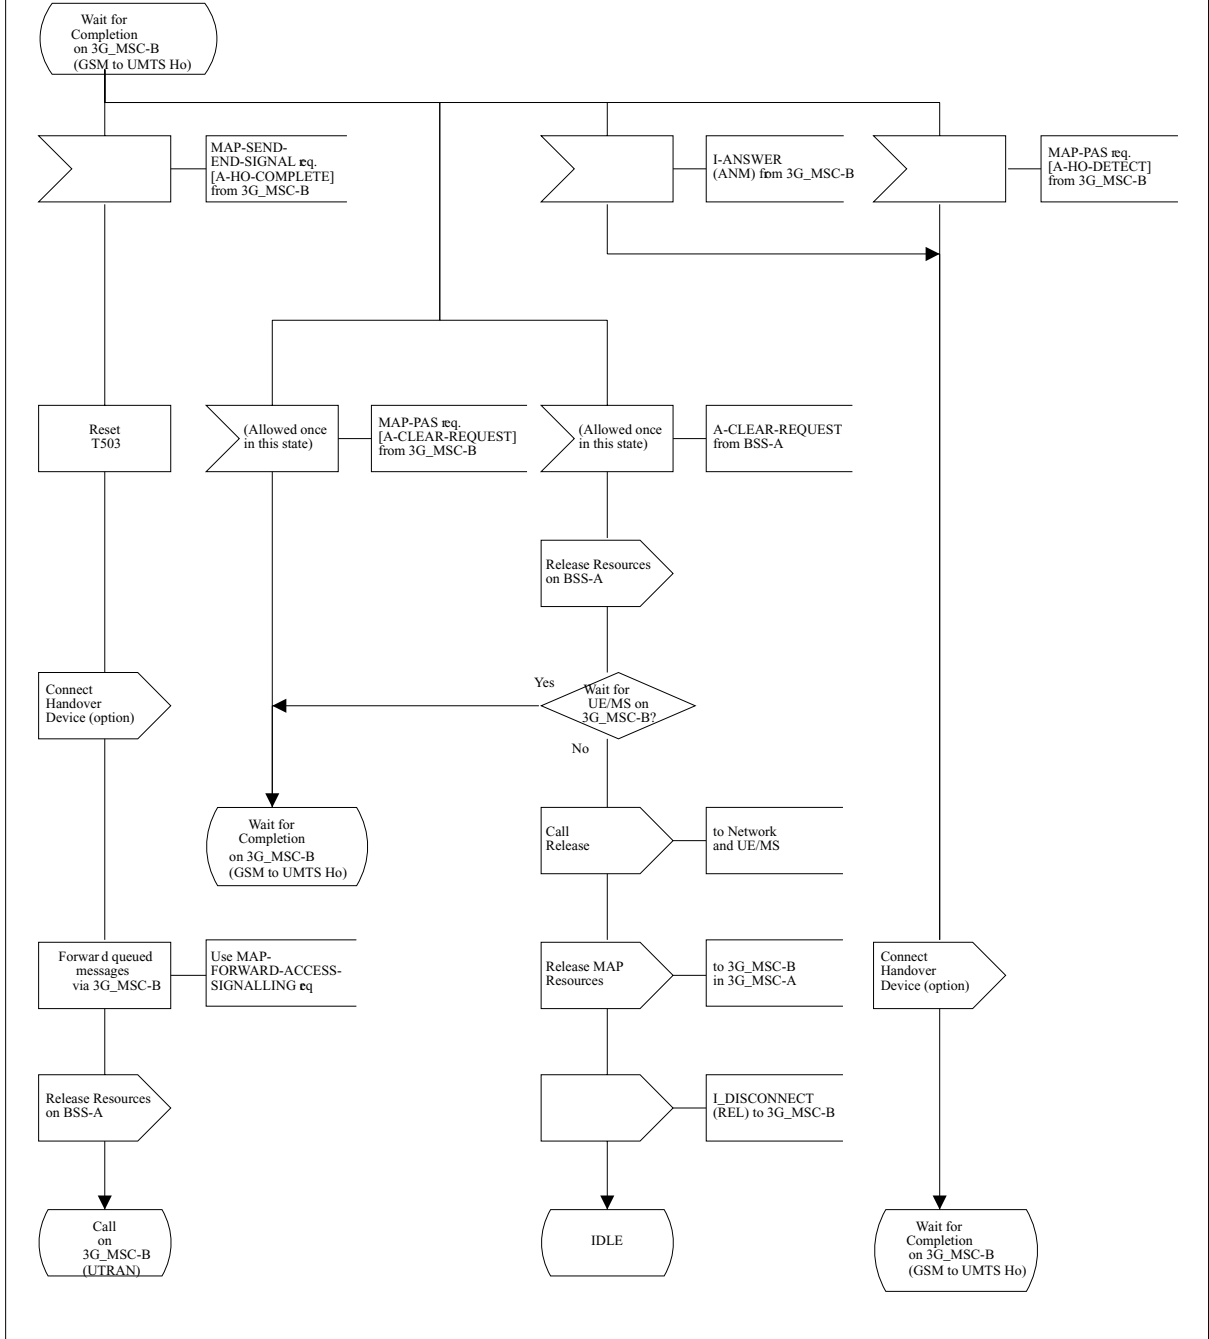 Wait for
Completion
on 3G_MSC-B
(GSM to UMTS Ho)
MAP-SEND-
END-SIGNAL req.
[A-HO-COMPLETE]
from 3G_MSC-B
I-ANSWER
(ANM) from 3G_MSC-B
MAP-PAS req.
[A-HO-DETECT]
from 3G_MSC-B
Reset
T503
(Allowed once
in this state)
MAP-PAS req.
[A-CLEAR-REQUEST]
from 3G_MSC-B
(Allowed once
in this state)
A-CLEAR-REQUEST
from BSS-A
Release Resources
on BSS-A
Connect
Handover
Device (option)
Yes
Wait for
UE/MS on
3G_MSC-B?
No
Wait for
Completion
on 3G_MSC-B
(GSM to UMTS Ho)
Call
Release
to Network
and UE/MS
Forward queued
messages
via 3G_MSC-B
Use MAP-
FORWARD-ACCESS-
SIGNALLING req
Release MAP
Resources
to 3G_MSC-B
in 3G_MSC-A
Connect
Handover
Device (option)
Release Resources
on BSS-A
I_DISCONNECT
(REL) to 3G_MSC-B
Call
on
3G_MSC-B
(UTRAN)
IDLE
Wait for
Completion
on 3G_MSC-B
(GSM to UMTS Ho)